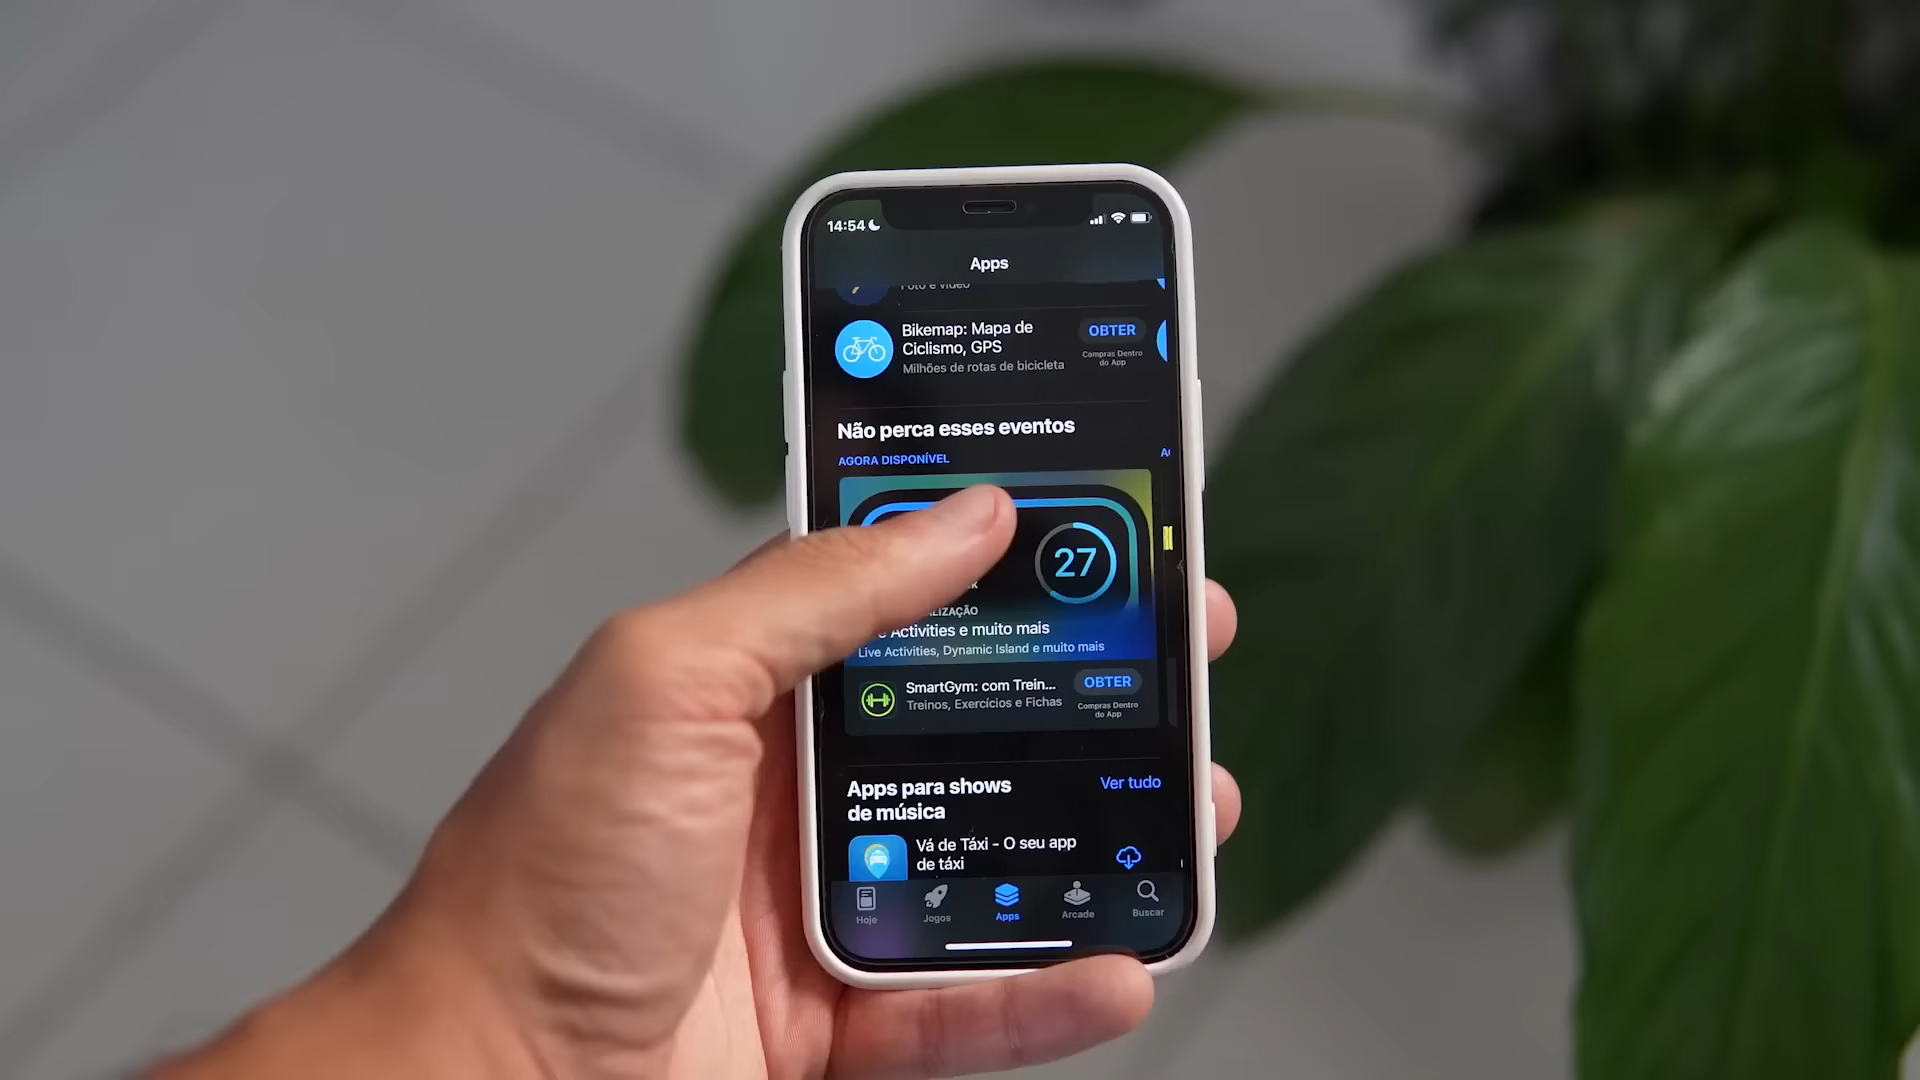 14:54
Apps
Foto e vídeo
Bikemap: Mapa de
Ciclismo, GPS
Milhões de rotas de bicicleta
OBTER
Compras Dentro
do App
Não perca esses eventos
AGORA DISPONÍVEL
27
Activities e muito mais
Live Activities, Dynamic Island e muito mais
SmartGym: com Trein...
Treinos, Exercícios e Fichas
OBTER
Compras Dentro
do App
Apps para shows
de música
Ver tudo
Vá de Táxi - O seu app
de táxi
Hoje
Jogos
Apps
Arcade
Buscar